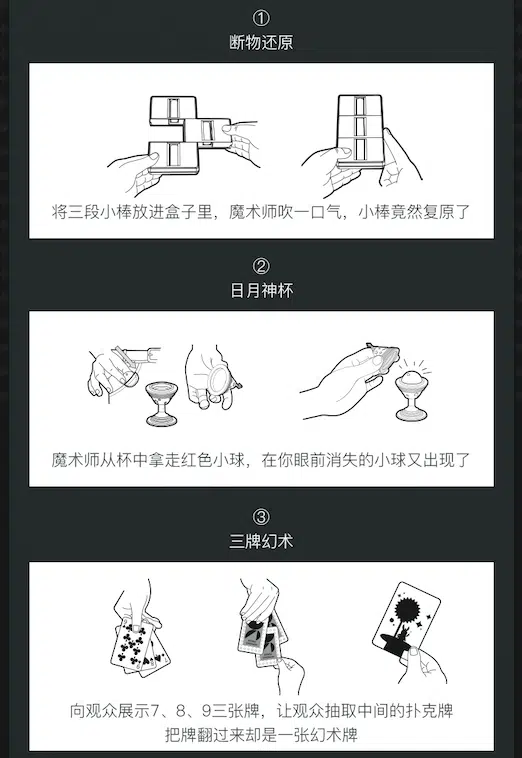 ①
断物还原
将三段小棒放进盒子里，魔术师吹一口气，小棒竟然复原了
②
日月神杯
魔术师从杯中拿走红色小球，在你眼前消失的小球又出现了
③
三牌幻术
向观众展示7、8、9三张牌，让观众抽取中间的扑克牌
把牌翻过来却是一张幻术牌